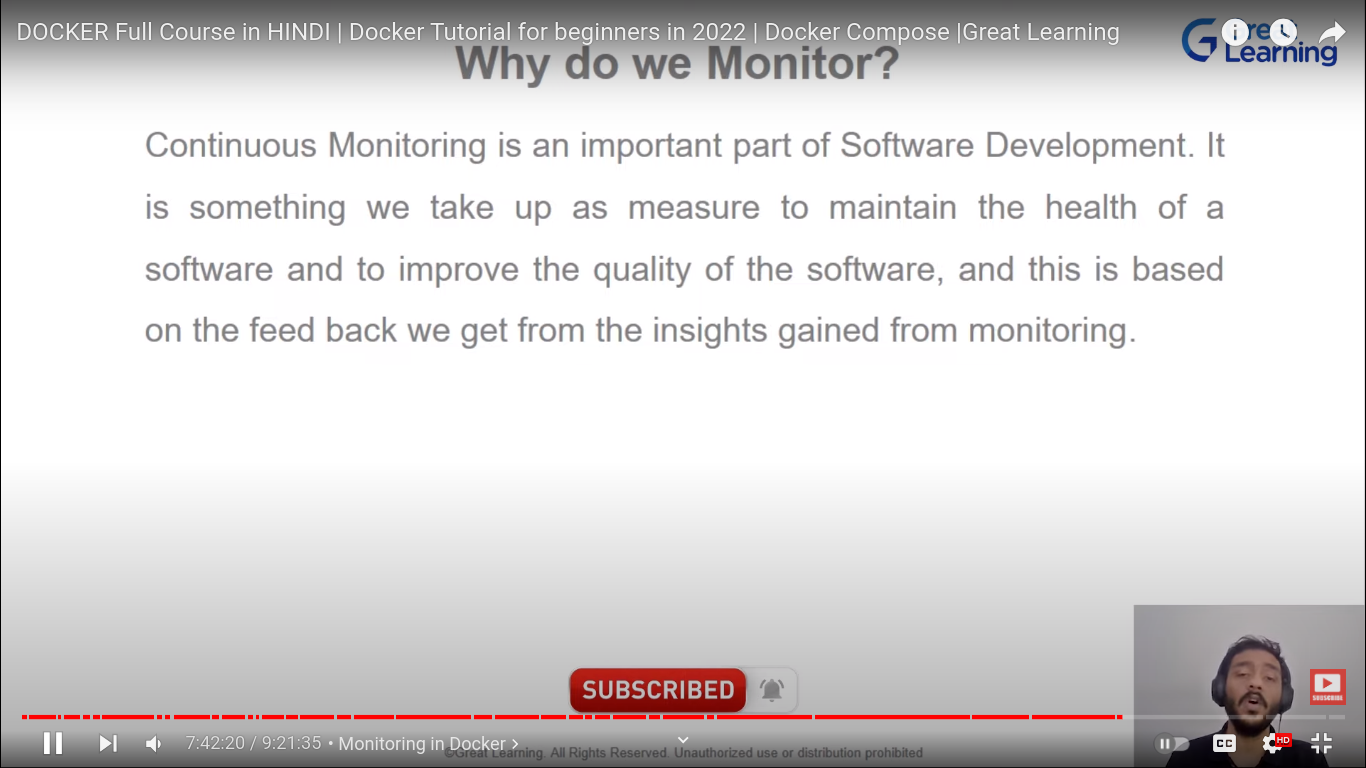 DOCKER Full Course in HINDI | Docker Tutorial for beginners in 2022 | Docker Compose |Great Learning
Great
Learning
Why do we Monitor?
Continuous Monitoring is an important part of Software Development. It
is something we take up as measure to maintain the health of a
software and to improve the quality of the software, and this is based
on the feed back we get from the insights gained from monitoring.
SUBSCRIBED
SUBSCRIBE
7:42:20 / 9:21:35 • Monitoring in Docker
CC
HD
©Great Learning. All Rights Reserved. Unauthorized use or distribution prohibited